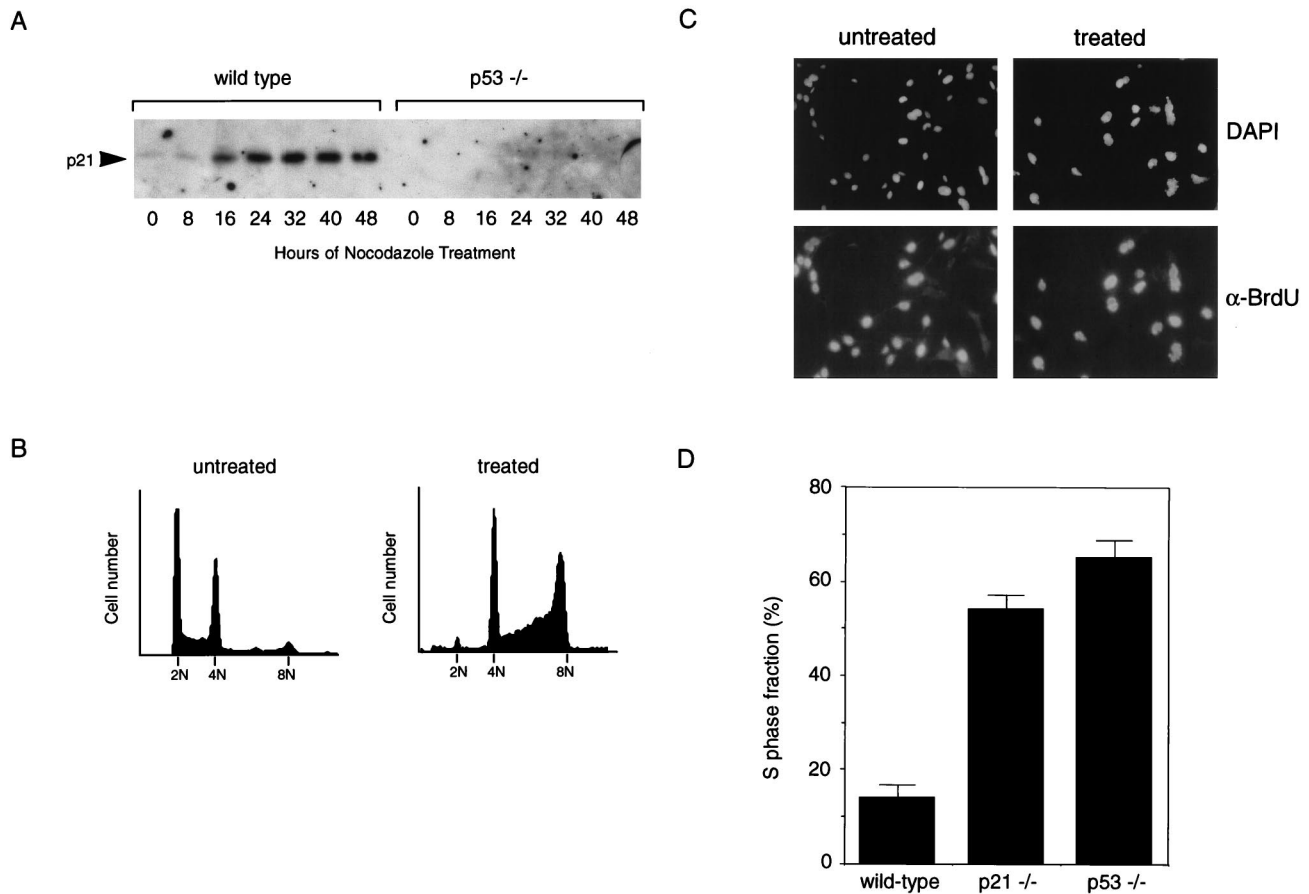 A
wild type p53 -/-
p21
0 8 16 24 32 40 48 0 8 16 24 32 40 48
Hours of Nocodazole Treatment
B
untreated treated
Cell number
2N 4N 8N
Cell number
2N 4N 8N
C
untreated treated
DAPI
α-BrdU
D
S phase fraction (%)
80
60
40
20
0
wild-type p21 -/- p53 -/-